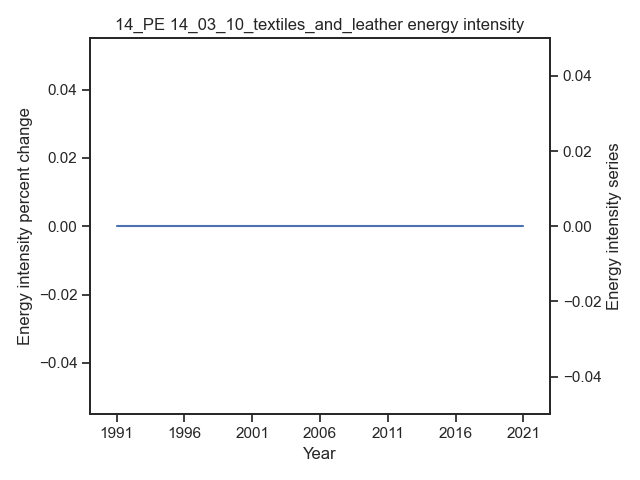 14_PE 14_03_10_textiles_and_leather energy intensity
Energy intensity percent change
0.04
0.02
0.00
−0.02
−0.04
0.04
0.02
0.00
−0.02
−0.04
Energy intensity series
1991 1996 2001 2006 2011 2016 2021
Year